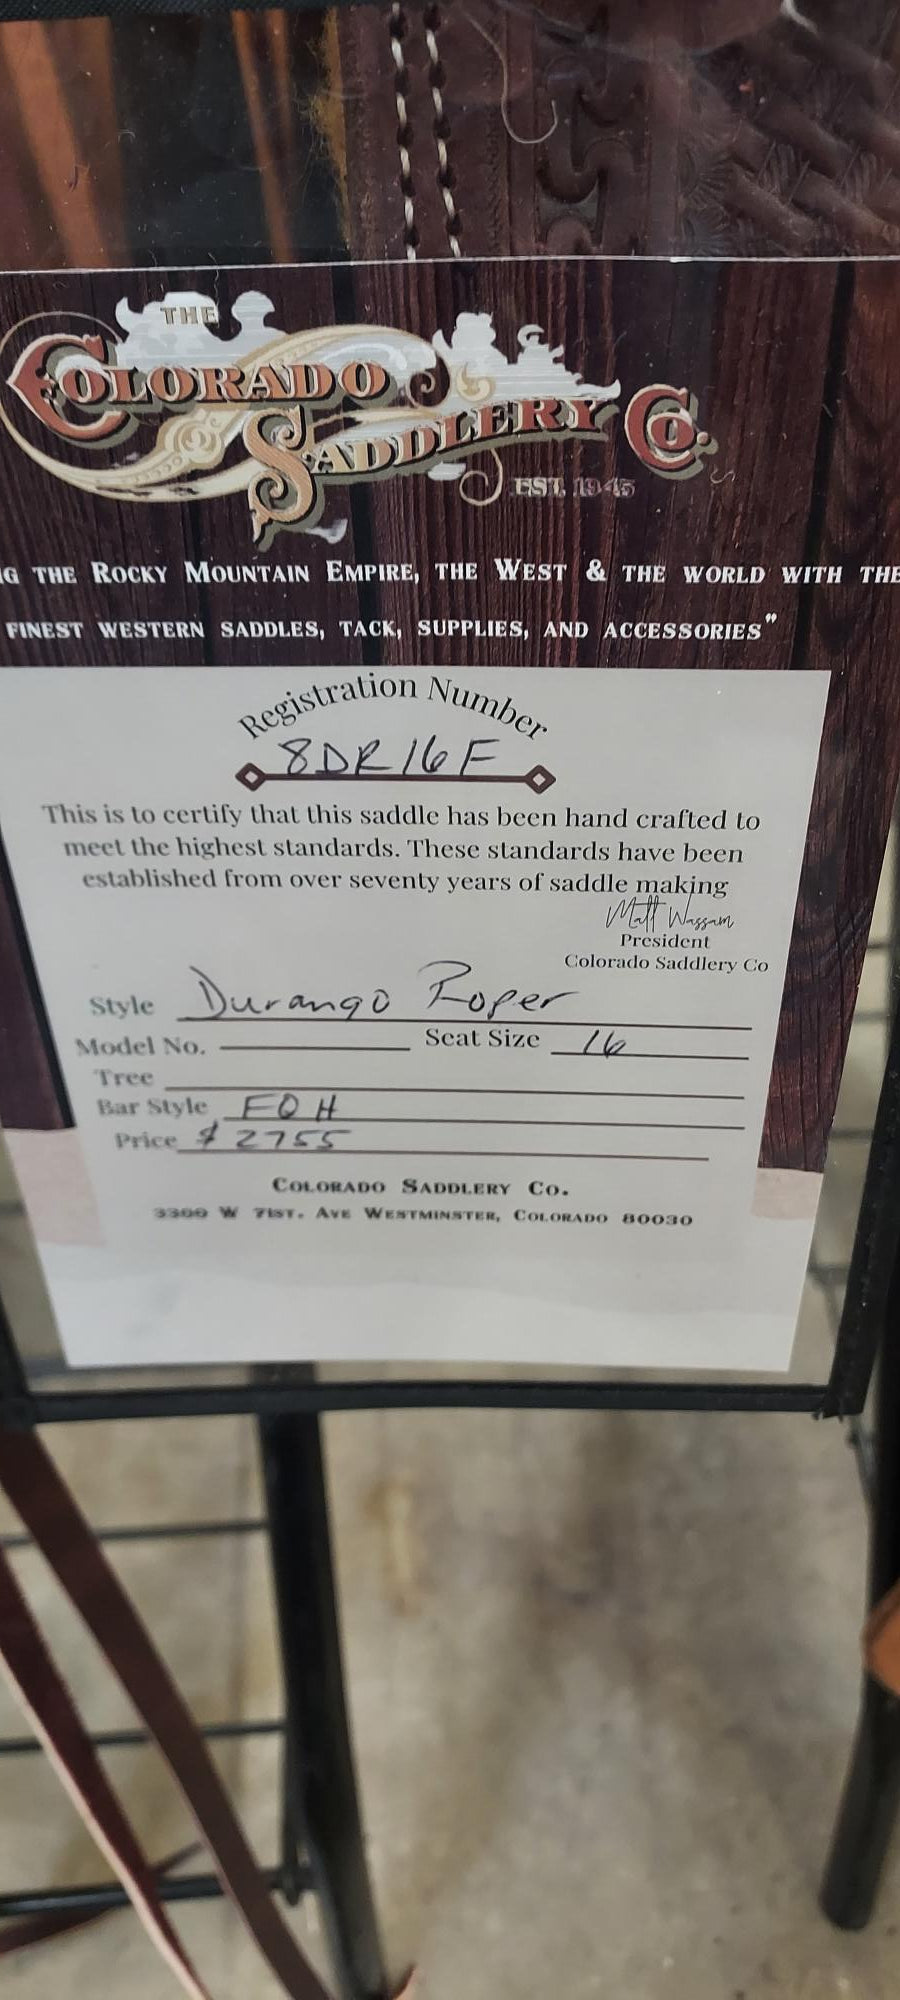 THE
COLORADO
SADDLERY CO.
EST. 1945
G THE ROCKY MOUNTAIN EMPIRE, THE WEST & THE WORLD WITH THE
FINEST WESTERN SADDLES, TACK, SUPPLIES, AND ACCESSORIES"
Registration Number
8DR16F
This is to certify that this saddle has been hand crafted to
meet the highest standards. These standards have been
established from over seventy years of saddle making
Matt Wassam
President
Colorado Saddlery Co
Style Durango Roper
Model No. Seat Size 16
Tree
Bar Style FQH
Price $2755
COLORADO SADDLERY CO.
3300 W 71ST. AVE WESTMINSTER, COLORADO 80030